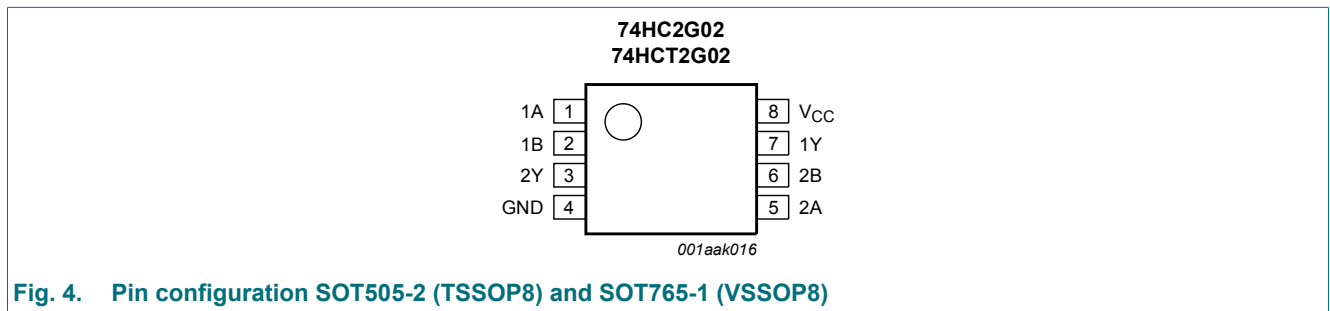 74HC2G02
74HCT2G02
1A 1 8 VCC
1B 2 7 1Y
2Y 3 6 2B
GND 4 5 2A
001aak016
Fig. 4. Pin configuration SOT505-2 (TSSOP8) and SOT765-1 (VSSOP8)